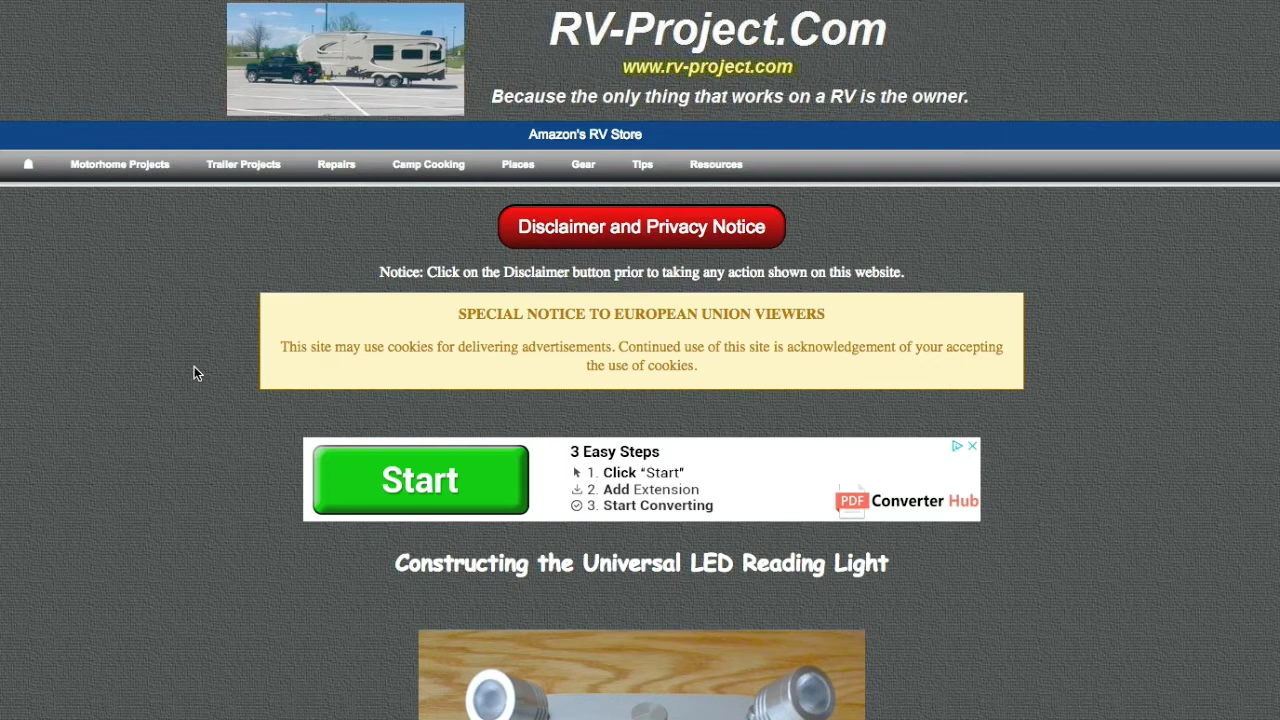 RV-Project.Com
www.rv-project.com
Because the only thing that works on a RV is the owner.
Amazon's RV Store
Motorhome Projects Trailer Projects Repairs Camp Cooking Places Gear Tips Resources
Disclaimer and Privacy Notice
Notice: Click on the Disclaimer button prior to taking any action shown on this website.
SPECIAL NOTICE TO EUROPEAN UNION VIEWERS
This site may use cookies for delivering advertisements. Continued use of this site is acknowledgement of your accepting
the use of cookies.
Start
3 Easy Steps
1. Click “Start"
2. Add Extension
3. Start Converting
PDF Converter Hub
Constructing the Universal LED Reading Light